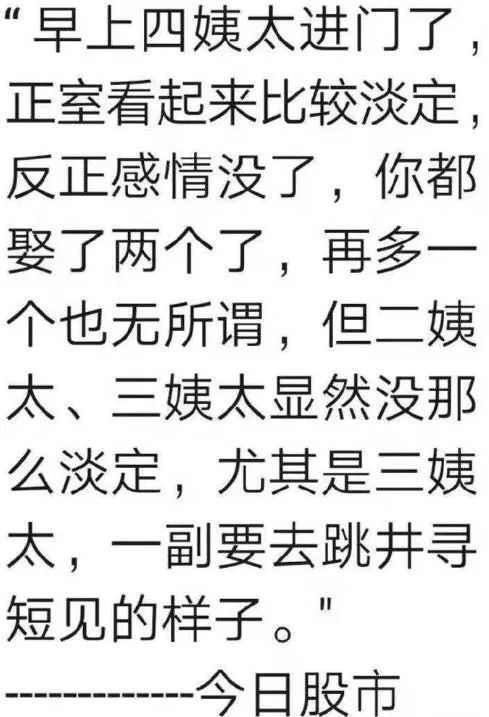 “早上四姨太进门了，
正室看起来比较淡定，
反正感情没了，你都
娶了两个了，再多一
个也无所谓，但二姨
太、三姨太显然没那
么淡定，尤其是三姨
太，一副要去跳井寻
短见的样子。"
-------------今日股市